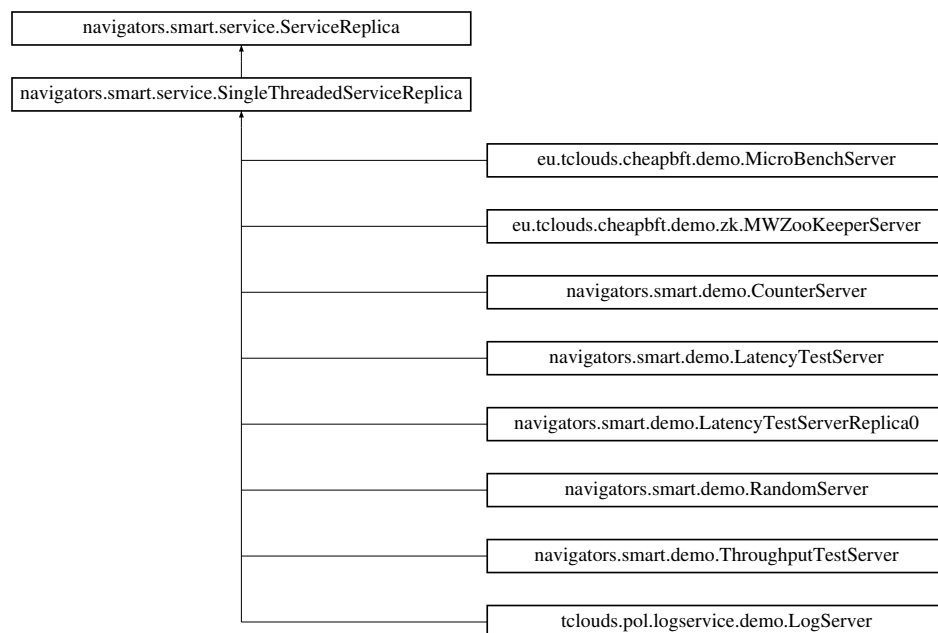 navigators.smart.service.ServiceReplica
navigators.smart.service.SingleThreadedServiceReplica
eu.tclouds.cheapbft.demo.MicroBenchServer
eu.tclouds.cheapbft.demo.zk.MWZooKeeperServer
navigators.smart.demo.CounterServer
navigators.smart.demo.LatencyTestServer
navigators.smart.demo.LatencyTestServerReplica0
navigators.smart.demo.RandomServer
navigators.smart.demo.ThroughputTestServer
tclouds.pol.logservice.demo.LogServer